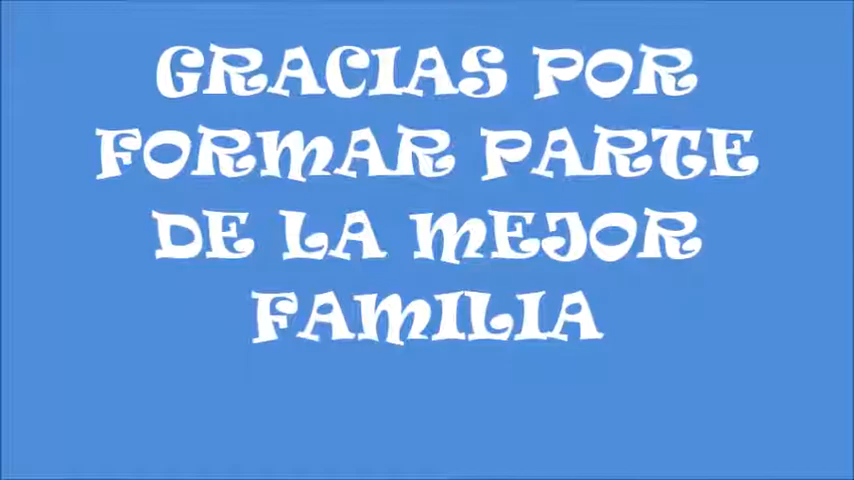 GRACIAS POR
FORMAR PARTE
DE LA MEJOR
FAMILIA